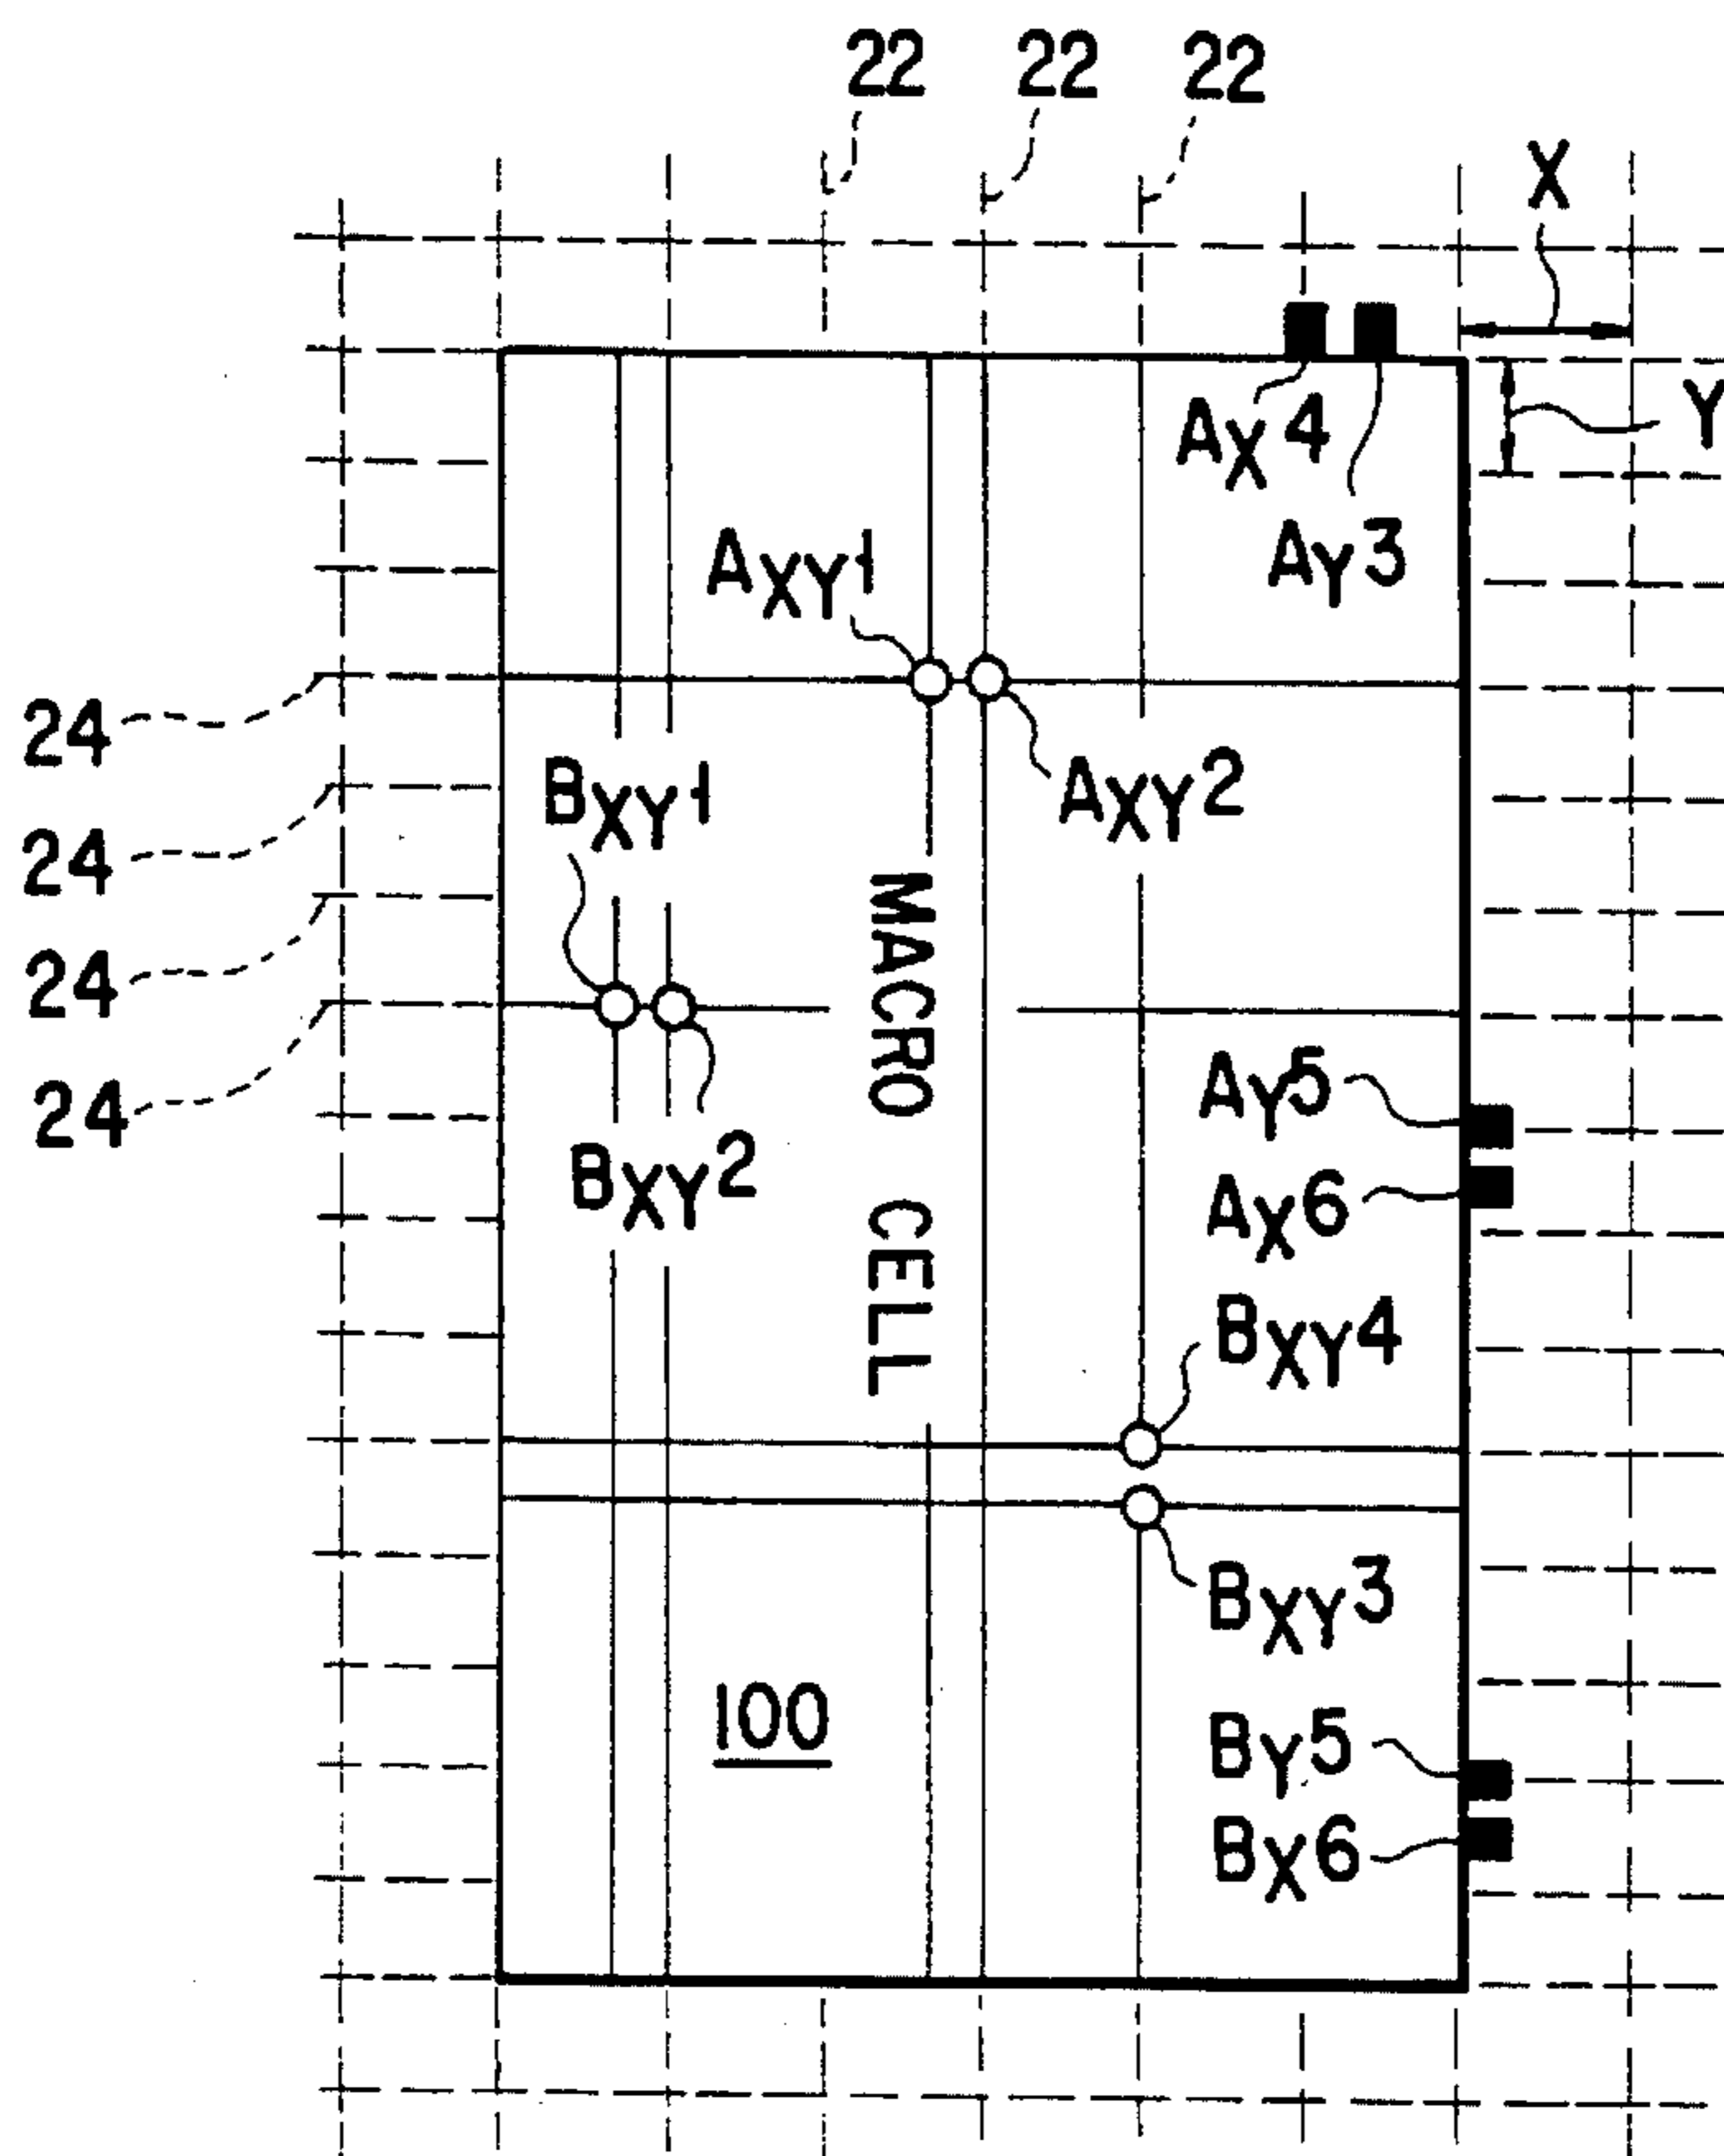 22 22 22
X
Y
AX4
AY3
AXY1
24
24
24
24
BXY1
AXY2
MACRO CELL
BXY2
AY5
AX6
BXY4
BXY3
100
BY5
BX6